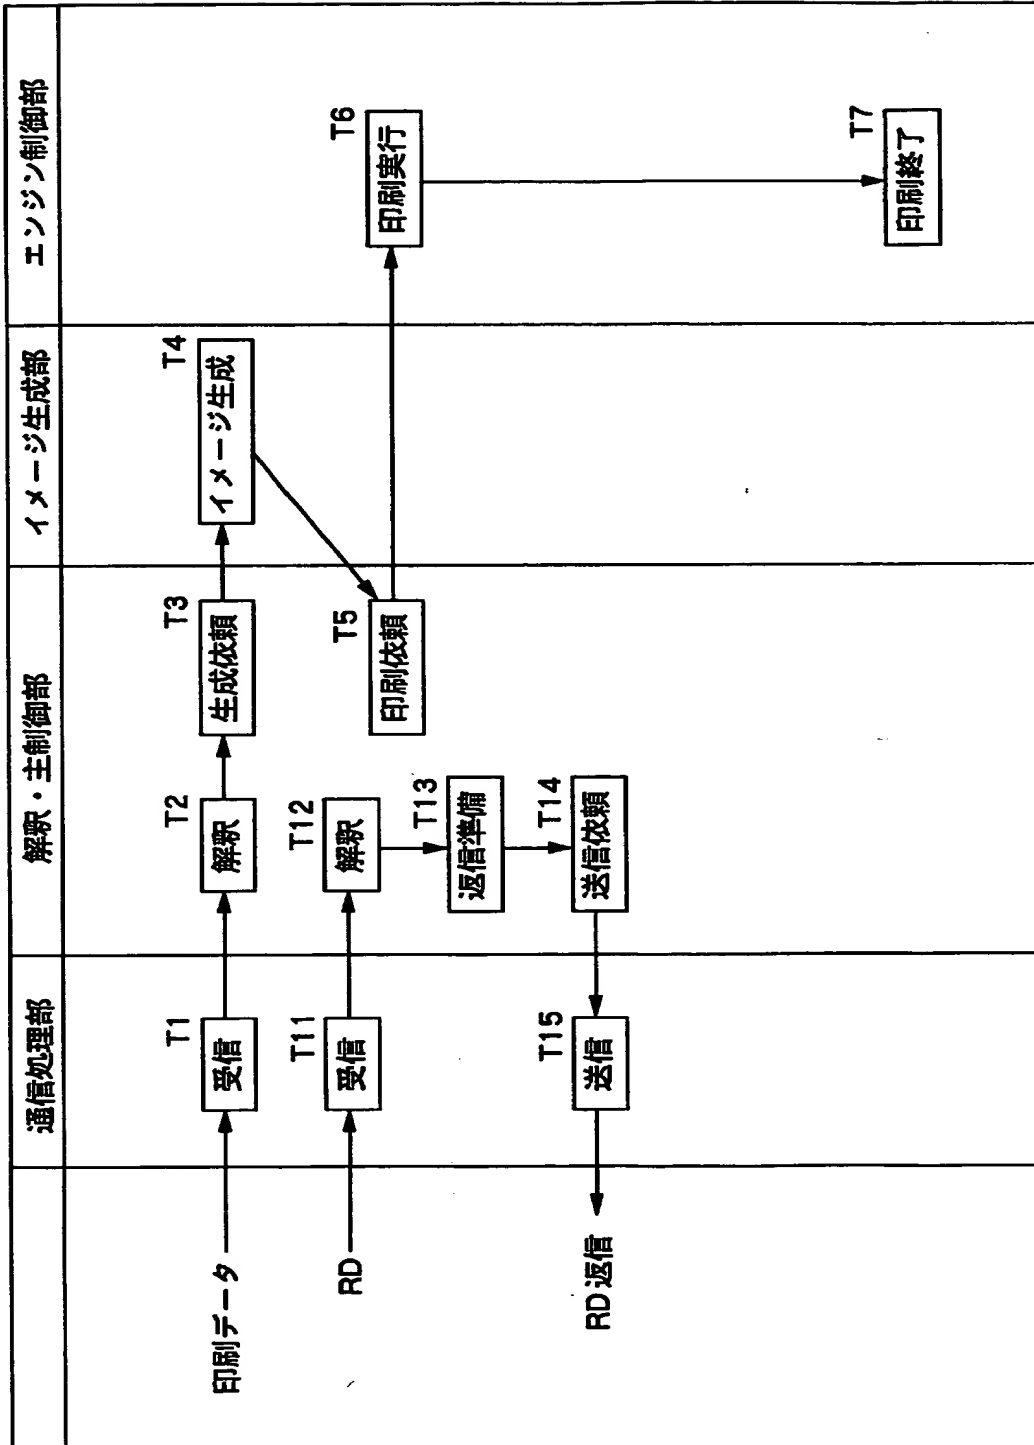 通信処理部
解釈・主制御部
イメージ生成部
エンジン制御部
印刷データ
T1
受信
T2
解釈
T3
生成依頼
T4
イメージ生成
RD
T11
受信
T12
解釈
T5
印刷依頼
T6
印刷実行
T13
返信準備
T14
送信依頼
T15
送信
RD返信
T7
印刷終了